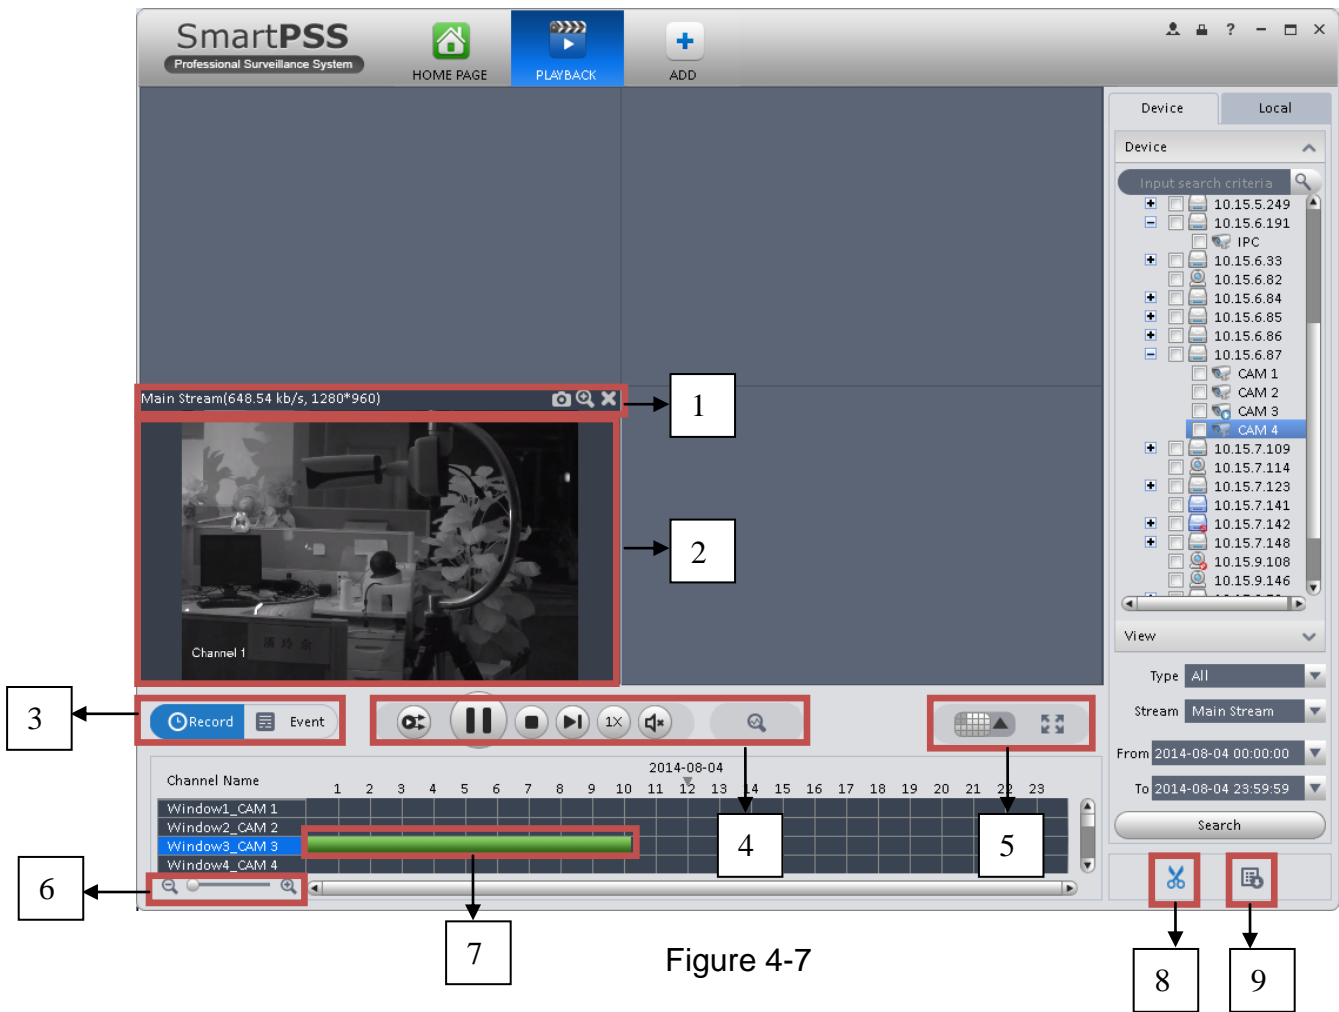 SmartPSS
Professional Surveillance System
HOME PAGE
PLAYBACK
ADD
?
Device
Local
Device
Input search criteria
10.15.5.249
10.15.6.191
IPC
10.15.6.33
10.15.6.82
10.15.6.84
10.15.6.85
10.15.6.86
10.15.6.87
CAM 1
CAM 2
CAM 3
CAM 4
10.15.7.109
10.15.7.114
10.15.7.123
10.15.7.141
10.15.7.142
10.15.7.148
10.15.9.108
10.15.9.146
View
Type All
Stream Main Stream
From 2014-08-04 00:00:00
To 2014-08-04 23:59:59
Search
Main Stream(648.54 kb/s, 1280*960)
1
2
Channel 1
3
Record
Event
1X
2014-08-04
Channel Name
1 2 3 4 5 6 7 8 9 10 11 12 13 14 15 16 17 18 19 20 21 22 23
Window1_CAM 1
Window2_CAM 2
Window3_CAM 3
Window4_CAM 4
4
5
6
7
8
9
Figure 4-7